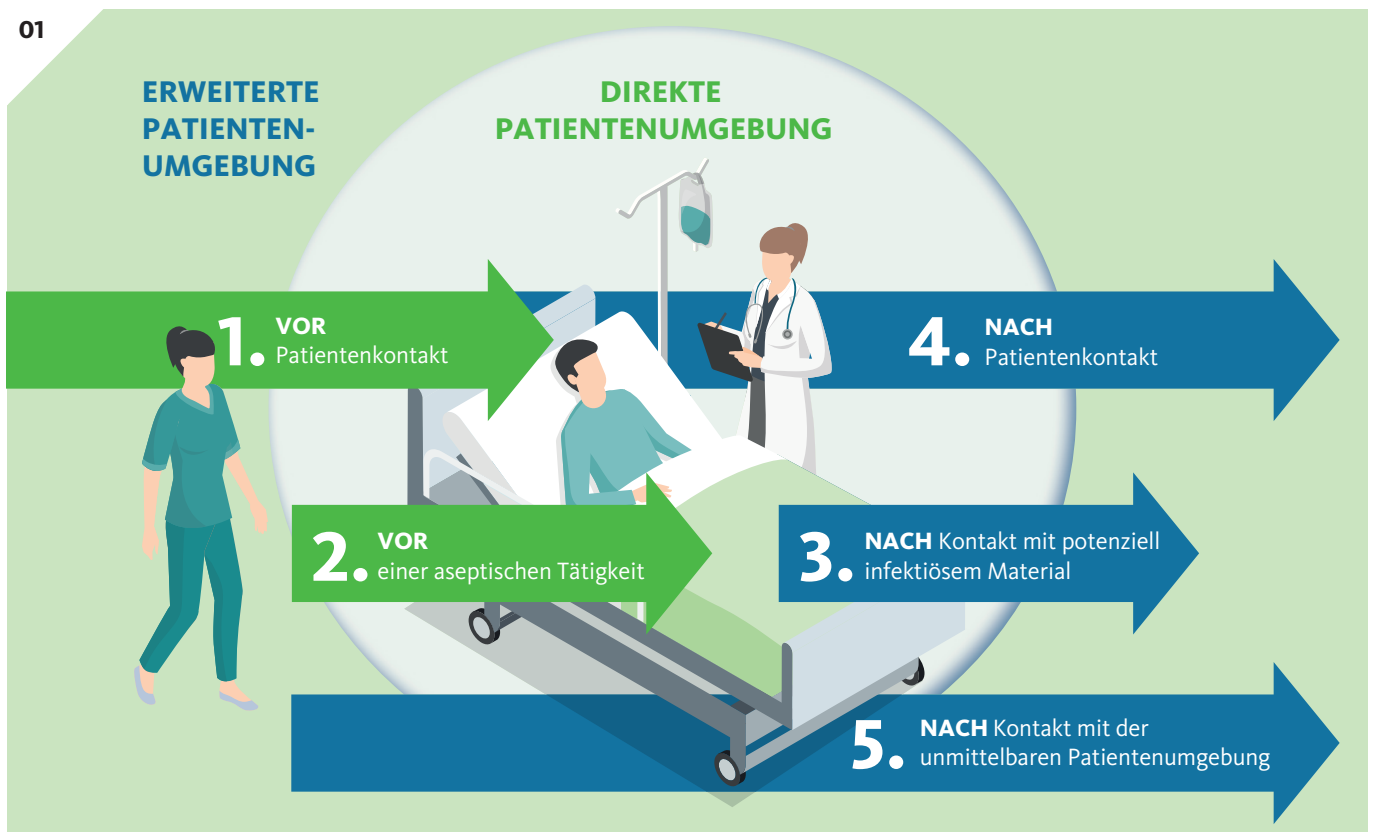 01
ERWEITERTE
PATIENTEN-
UMGEBUNG
DIREKTE
PATIENTENUMGEBUNG
1. VOR
Patientenkontakt
4. NACH
Patientenkontakt
2. VOR
einer aseptischen Tätigkeit
3. NACH Kontakt mit potenziell
infektiösem Material
5. NACH Kontakt mit der
unmittelbaren Patientenumgebung